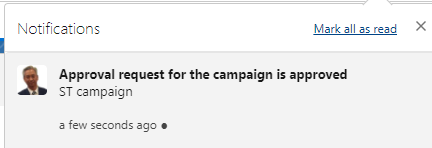 Notifications
Mark all as read
Approval request for the campaign is approved
ST campaign
a few seconds ago